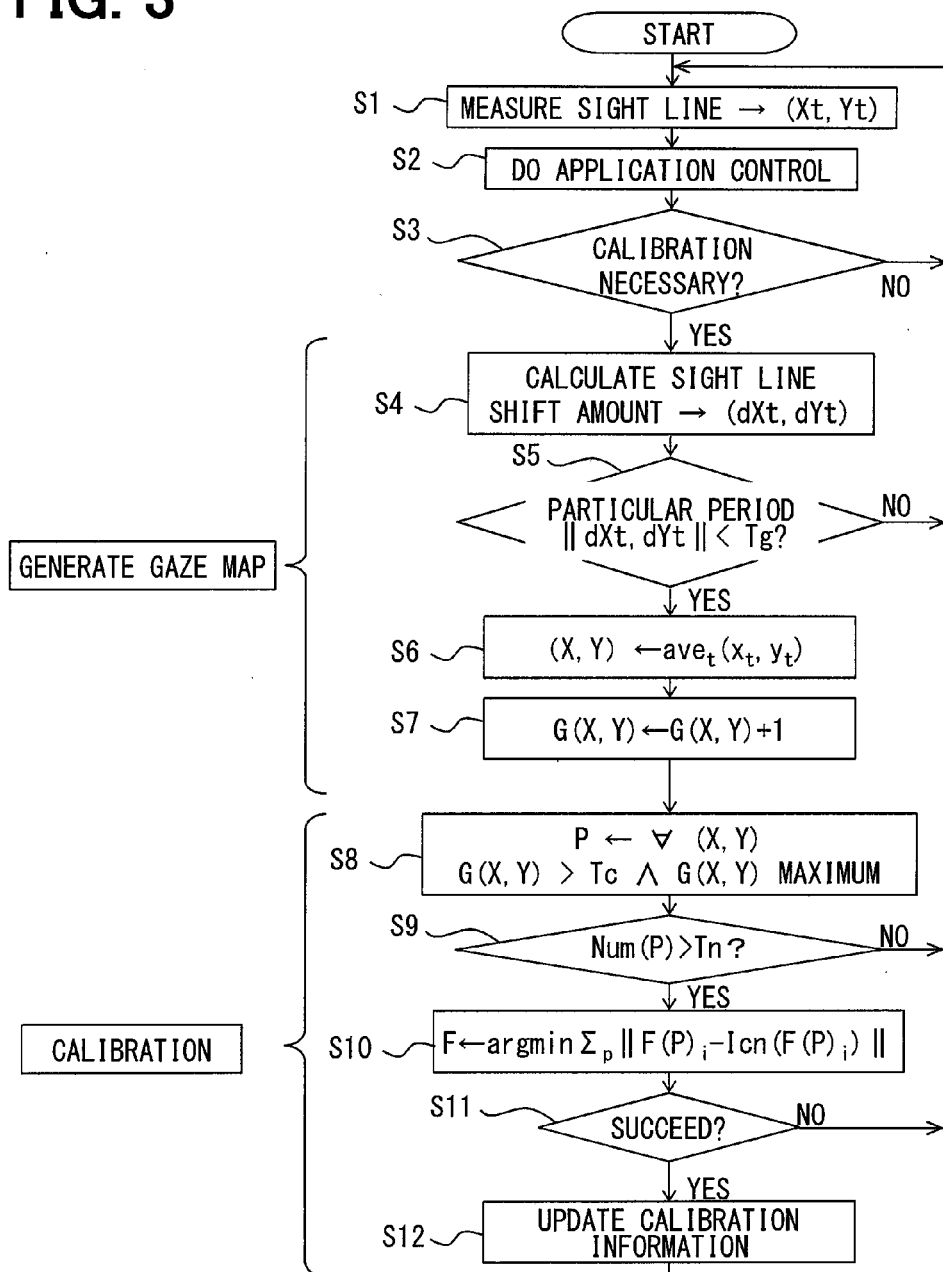 FIG. 3
START
S1
MEASURE SIGHT LINE → (Xt, Yt)
S2
DO APPLICATION CONTROL
S3
CALIBRATION
NECESSARY?
NO
YES
S4
CALCULATE SIGHT LINE
SHIFT AMOUNT → (dXt, dYt)
S5
PARTICULAR PERIOD
‖ dXt, dYt ‖ < Tg?
NO
GENERATE GAZE MAP
YES
S6
(X, Y) ←ave_t(x_t, y_t)
S7
G(X, Y)←G(X, Y)+1
S8
P ← ∀ (X, Y)
G(X, Y) > Tc ∧ G(X, Y) MAXIMUM
S9
Num(P)>Tn?
NO
YES
CALIBRATION
S10
F←argmin Σ_p ‖ F(P)_i-Icn(F(P)_i) ‖
S11
SUCCEED?
NO
YES
S12
UPDATE CALIBRATION
INFORMATION